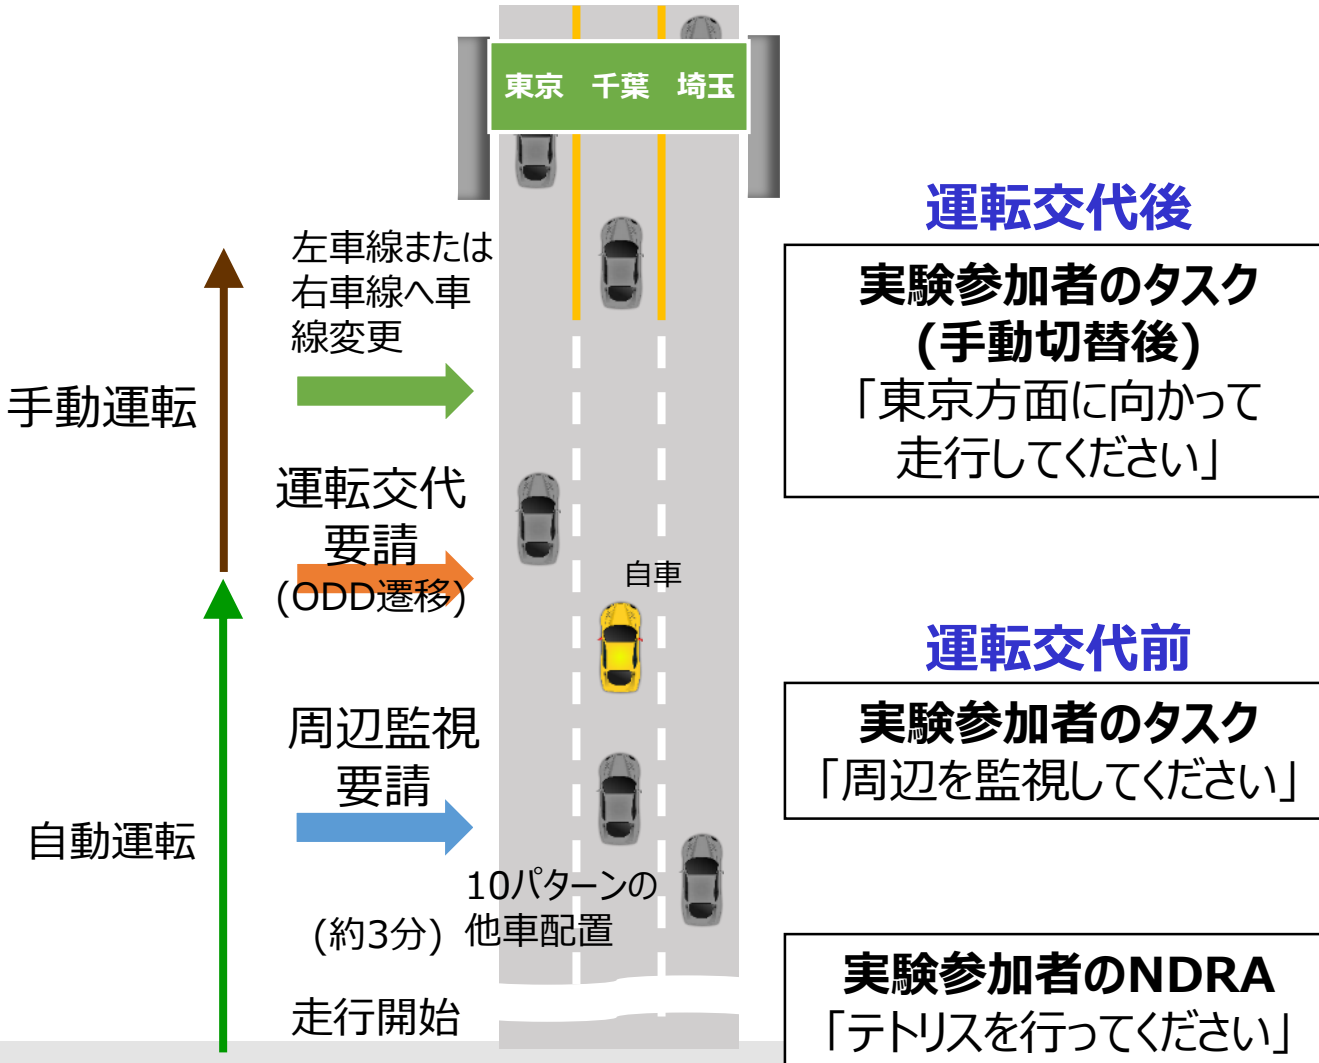 東京 千葉 埼玉
運転交代後
左車線または
右車線へ車
線変更
実験参加者のタスク
(手動切替後)
「東京方面に向かって
走行してください」
手動運転
運転交代
要請
(ODD遷移)
自車
運転交代前
実験参加者のタスク
「周辺を監視してください」
周辺監視
要請
自動運転
10パターンの
他車配置
(約3分)
実験参加者のNDRA
「テトリスを行ってください」
走行開始